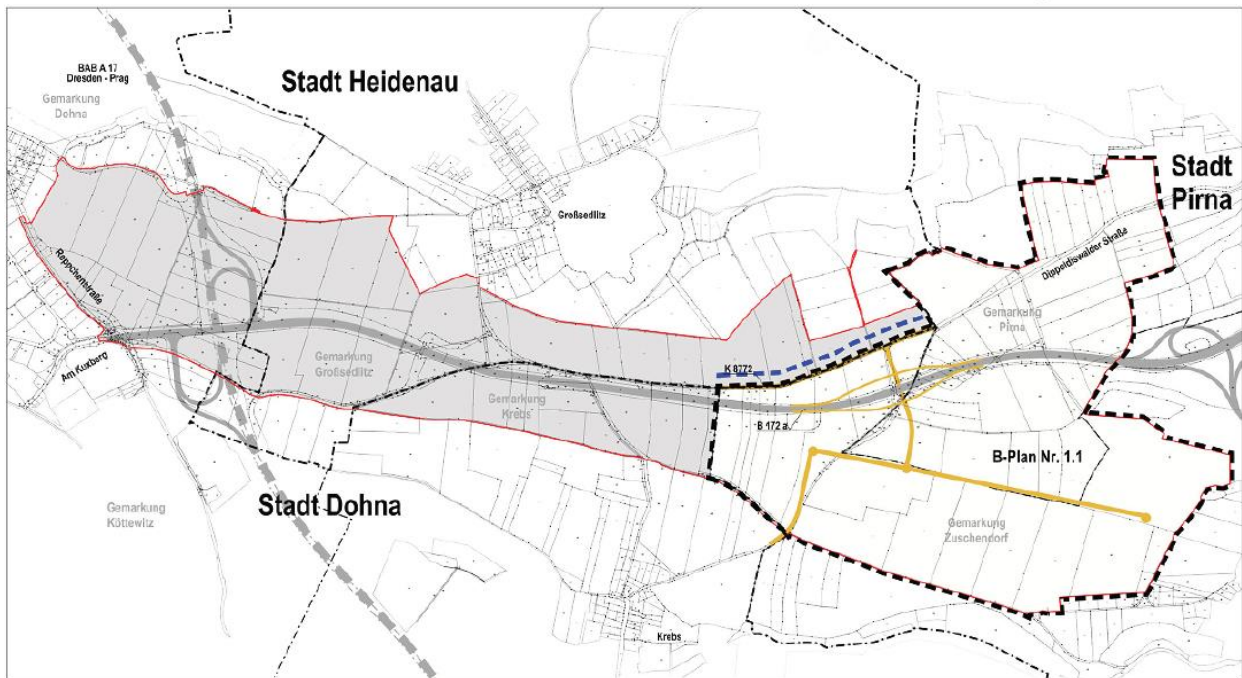 BAB A 17
Dresden - Prag
Gemarkung
Dohna
Stadt Heidenau
Stadt
Pirna
Großsedlitz
Dippoldiswalder Straße
Reppchenstraße
Gemarkung
Pirna
Am Kuxberg
Gemarkung
Großsedlitz
K 8772
Gemarkung
Krebs
B 172 a
B-Plan Nr. 1.1
Stadt Dohna
Gemarkung
Köttewitz
Gemarkung
Zuschendorf
Krebs